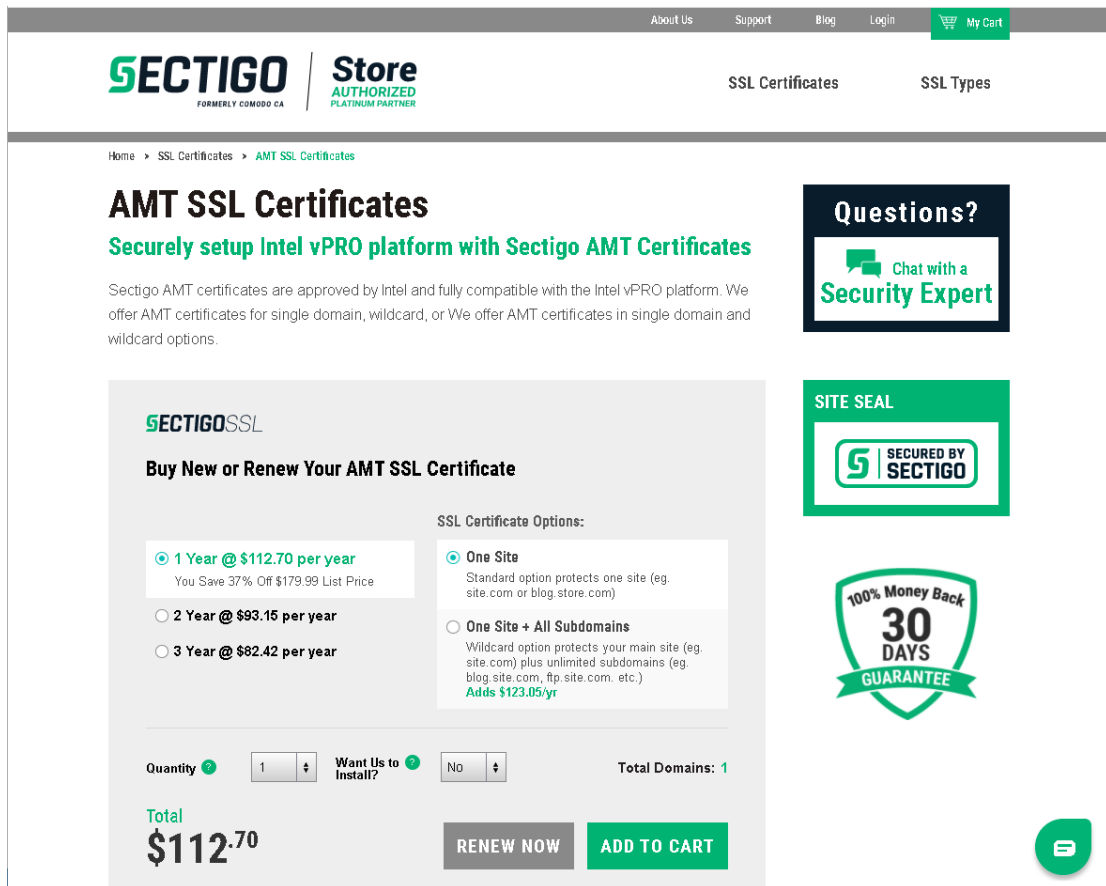 About Us Support Blog Login My Cart
SECTIGO
FORMERLY COMODO CA
Store
AUTHORIZED
PLATINUM PARTNER
SSL Certificates SSL Types
Home > SSL Certificates > AMT SSL Certificates
AMT SSL Certificates
Securely setup Intel vPRO platform with Sectigo AMT Certificates
Sectigo AMT certificates are approved by Intel and fully compatible with the Intel vPRO platform. We
offer AMT certificates for single domain, wildcard, or We offer AMT certificates in single domain and
wildcard options.
Questions?
Chat with a
Security Expert
SECTIGOSSL
Buy New or Renew Your AMT SSL Certificate
1 Year @ $112.70 per year
You Save 37% Off $179.99 List Price
2 Year @ $93.15 per year
3 Year @ $82.42 per year
SSL Certificate Options:
One Site
Standard option protects one site (eg.
site.com or blog.store.com)
One Site + All Subdomains
Wildcard option protects your main site (eg.
site.com) plus unlimited subdomains (eg.
blog.site.com, ftp.site.com. etc.)
Adds $123.05/yr
Quantity ? 1
Want Us to ?
Install?
No
Total Domains: 1
Total
$112.70
RENEW NOW
ADD TO CART
SITE SEAL
S SECURED BY
SECTIGO
100% Money Back
30
DAYS
GUARANTEE